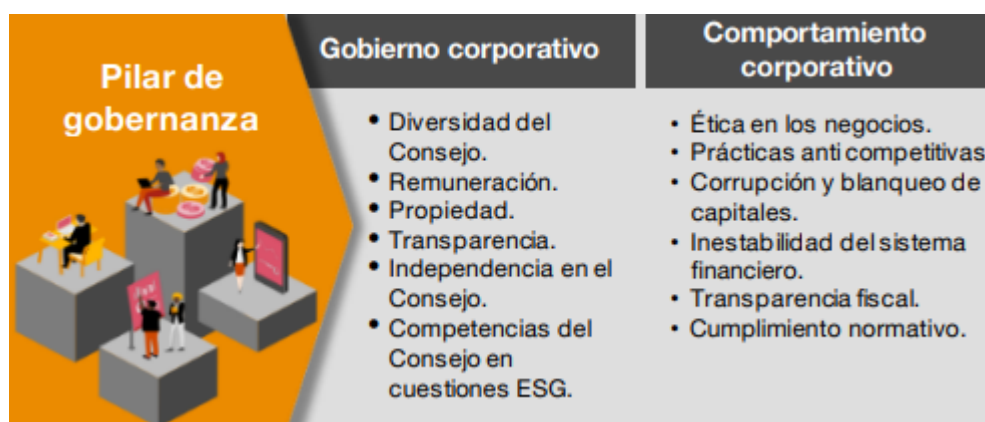 Pilar de
gobernanza
Gobierno corporativo
• Diversidad del
Consejo.
• Remuneración.
• Propiedad.
• Transparencia.
• Independencia en el
Consejo.
• Competencias del
Consejo en
cuestiones ESG.
Comportamiento
corporativo
• Ética en los negocios.
• Prácticas anti competitivas
• Corrupción y blanqueo de
capitales.
• Inestabilidad del sistema
financiero.
• Transparencia fiscal.
• Cumplimiento normativo.